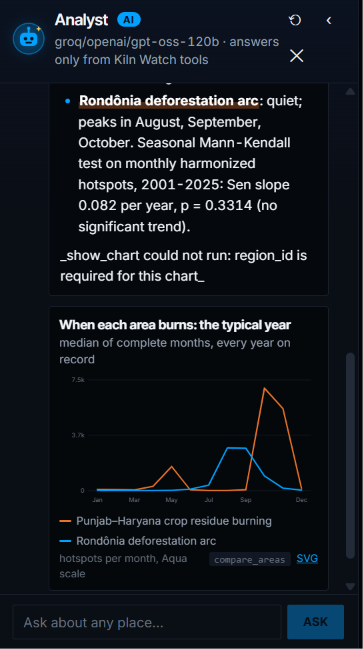 Analyst AI
groq/openai/gpt-oss-120b · answers
only from Kiln Watch tools
Rondônia deforestation arc: quiet;
peaks in August, September,
October. Seasonal Mann-Kendall
test on monthly harmonized
hotspots, 2001-2025: Sen slope
0.082 per year, p = 0.3314 (no
significant trend).
_show_chart could not run: region_id is
required for this chart_
When each area burns: the typical year
median of complete months, every year on
record
7.5k
3.7k
0
Jan Mar May Jul Sep Dec
Punjab–Haryana crop residue burning
Rondônia deforestation arc
hotspots per month, Aqua
scale
compare_areas SVG
Ask about any place... ASK